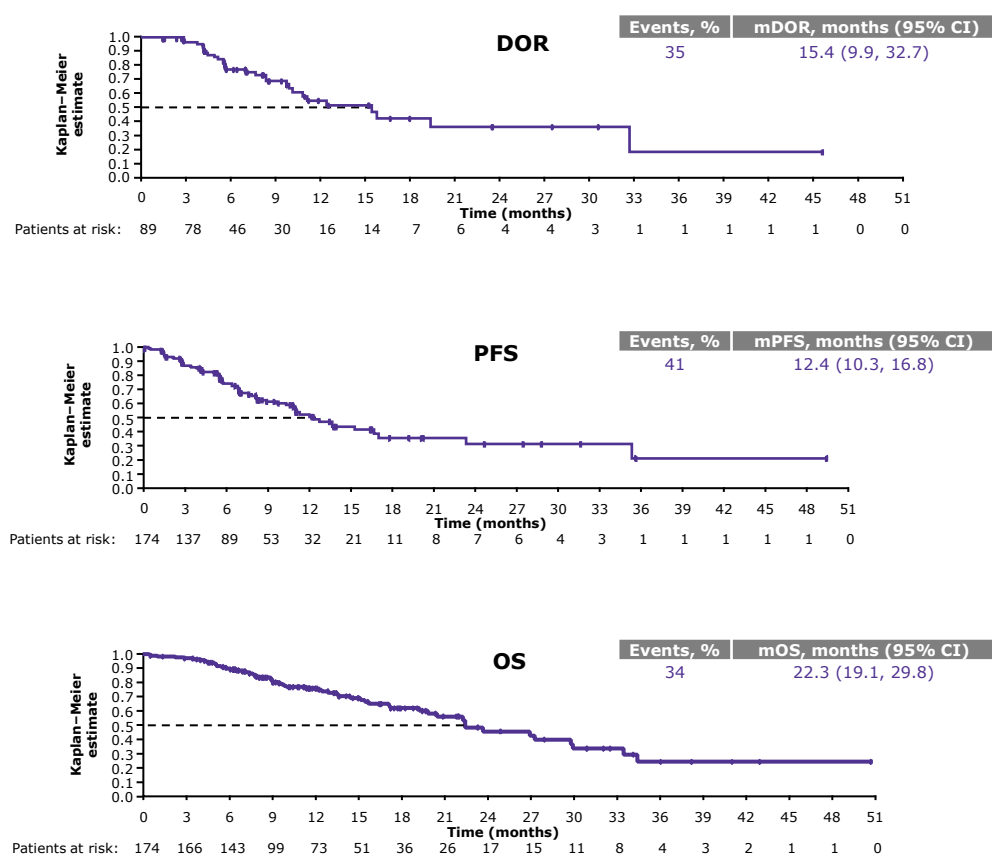 DOR
Events, % mDOR, months (95% CI)
35 15.4 (9.9, 32.7)
Kaplan–Meier
estimate
1.0
0.9
0.8
0.7
0.6
0.5
0.4
0.3
0.2
0.1
0.0
0 3 6 9 12 15 18 21 24 27 30 33 36 39 42 45 48 51
Time (months)
Patients at risk: 89 78 46 30 16 14 7 6 4 4 3 1 1 1 1 1 0 0
PFS
Events, % mPFS, months (95% CI)
41 12.4 (10.3, 16.8)
Kaplan–Meier
estimate
1.0
0.9
0.8
0.7
0.6
0.5
0.4
0.3
0.2
0.1
0.0
0 3 6 9 12 15 18 21 24 27 30 33 36 39 42 45 48 51
Time (months)
Patients at risk: 174 137 89 53 32 21 11 8 7 6 4 3 1 1 1 1 1 0
OS
Events, % mOS, months (95% CI)
34 22.3 (19.1, 29.8)
Kaplan–Meier
estimate
1.0
0.9
0.8
0.7
0.6
0.5
0.4
0.3
0.2
0.1
0.0
0 3 6 9 12 15 18 21 24 27 30 33 36 39 42 45 48 51
Time (months)
Patients at risk: 174 166 143 99 73 51 36 26 17 15 11 8 4 3 2 1 1 0